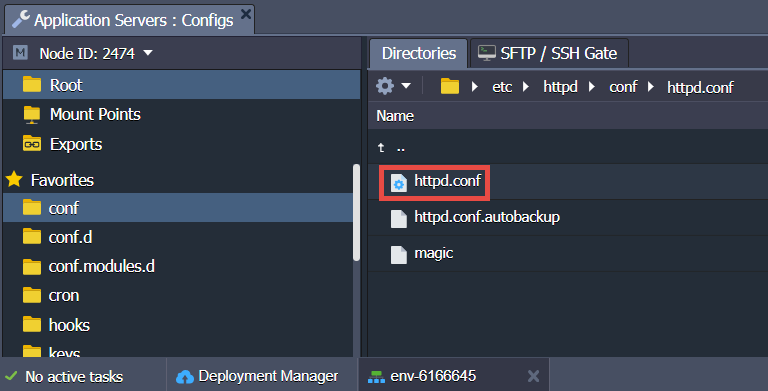 Application Servers : Configs
M Node ID: 2474
Root
Mount Points
Exports
Favorites
conf
conf.d
conf.modules.d
cron
hooks
keys
Directories
SFTP / SSH Gate
etc httpd conf httpd.conf
Name
..
httpd.conf
httpd.conf.autobackup
magic
No active tasks
Deployment Manager
env-6166645